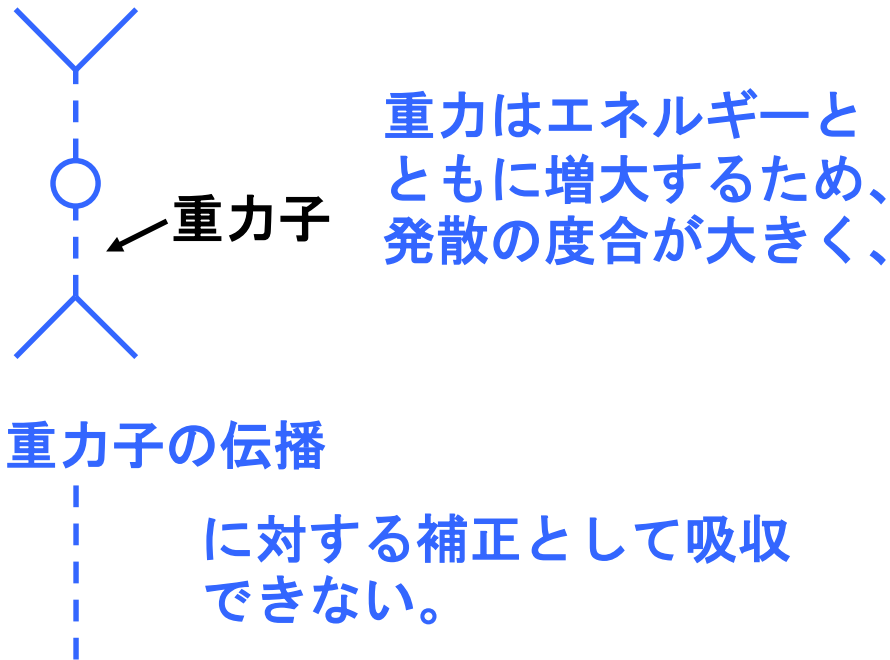 重力はエネルギーと
ともに増大するため、
発散の度合が大きく、
重力子
重力子の伝播
に対する補正として吸収
できない。